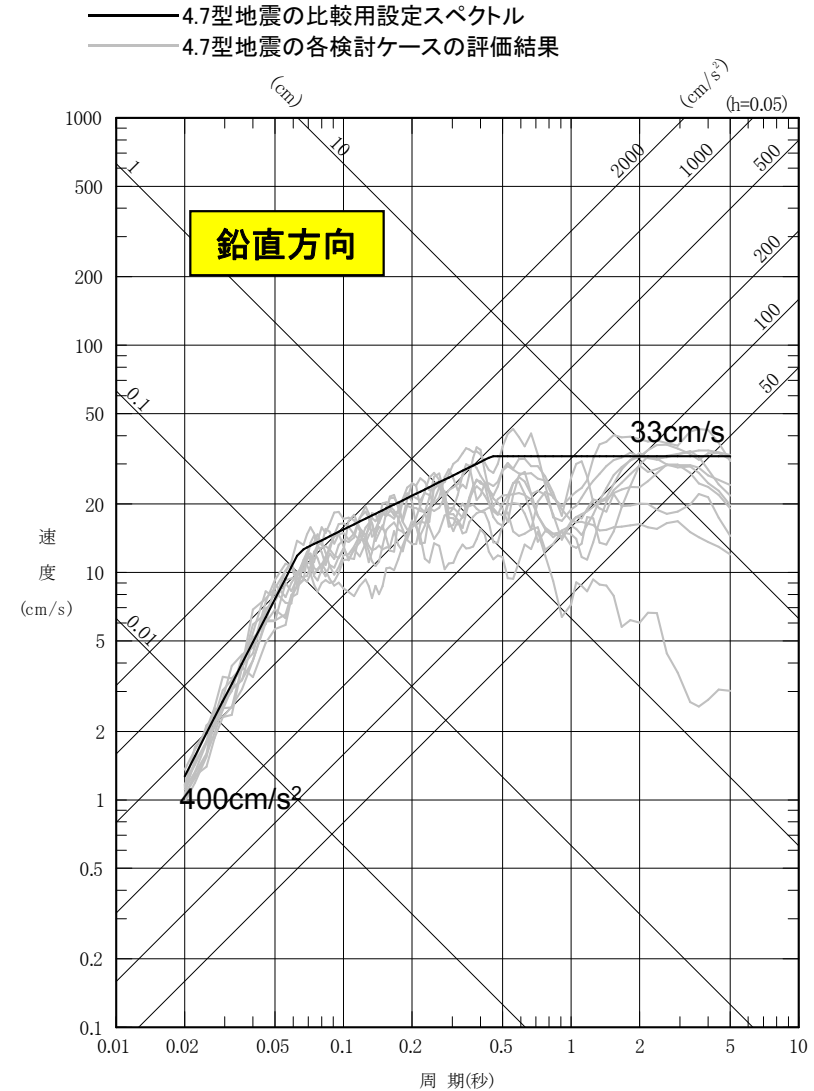 4.7型地震の比較用設定スペクトル
4.7型地震の各検討ケースの評価結果
(cm)
(cm/s²)
(h=0.05)
1000
500
200
100
50
20
10
5
2
1
0.5
0.2
0.1
1
10
2000
1000
500
200
100
50
0.1
0.01
鉛直方向
33cm/s
400cm/s²
速
度
(cm/s)
0.01 0.02 0.05 0.1 0.2 0.5 1 2 5 10
周 期(秒)